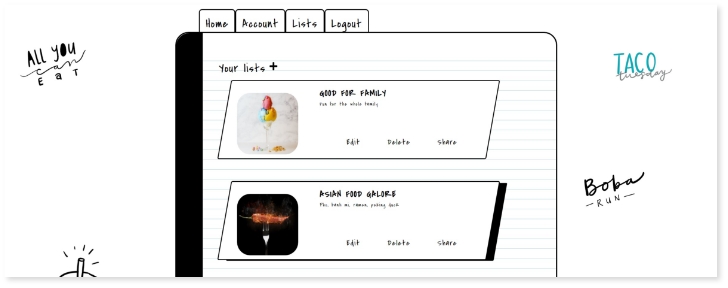 Home Account Lists Logout
ALL YOU
can
EAT
TACO
tuesday
Your lists +
GOOD FOR FAMILY
Fun for the whole family
Edit Delete Share
Boba
-RUN-
ASIAN FOOD GALORE
Pho, banh mi, ramen, peking duck
Edit Delete Share